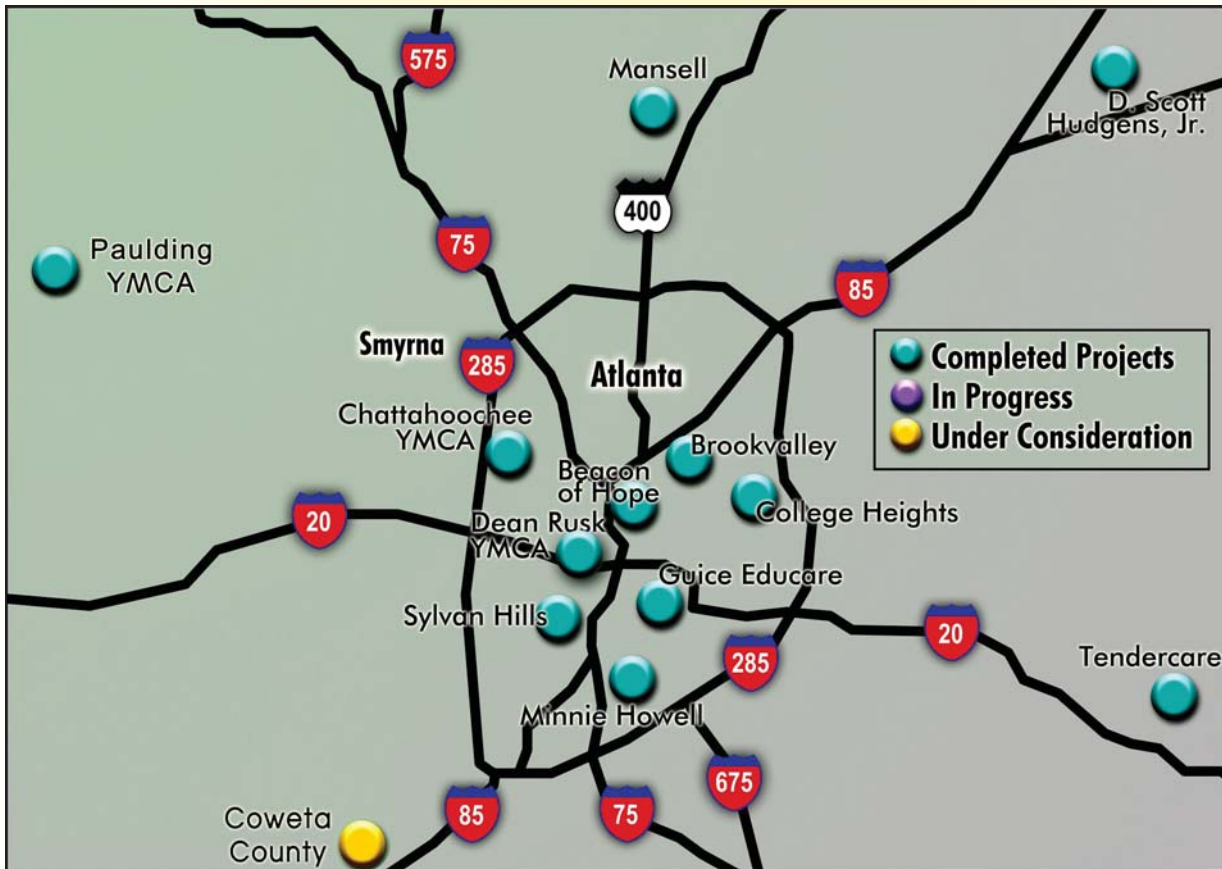 575
Mansell
D. Scott
Hudgens, Jr.
400
75
Paulding
YMCA
85
Smyrna
285
Atlanta
Completed Projects
In Progress
Under Consideration
Chattahoochee
YMCA
Brookvalley
Beacon
of Hope
College Heights
20
Dean Rusk
YMCA
Guice Educare
Sylvan Hills
20
285
Tendercare
Minnie Howell
675
85
75
Coweta
County